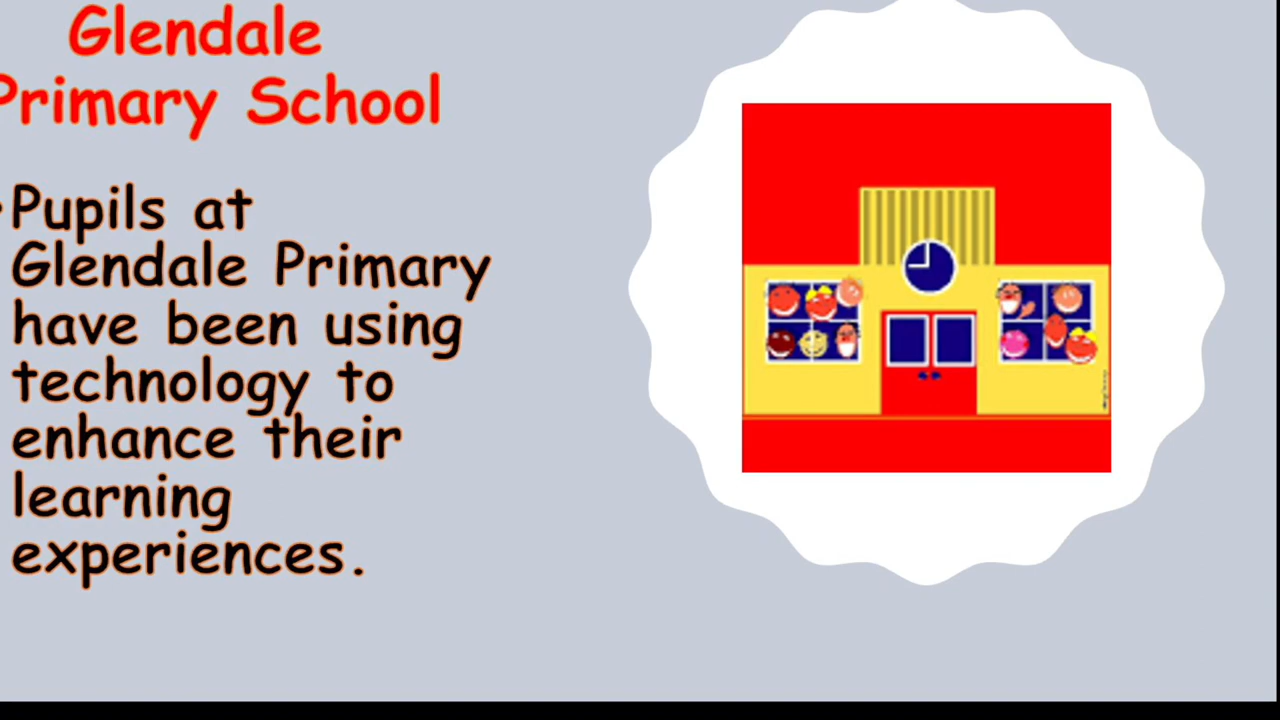 Glendale
Primary School
•Pupils at
Glendale Primary
have been using
technology to
enhance their
learning
experiences.